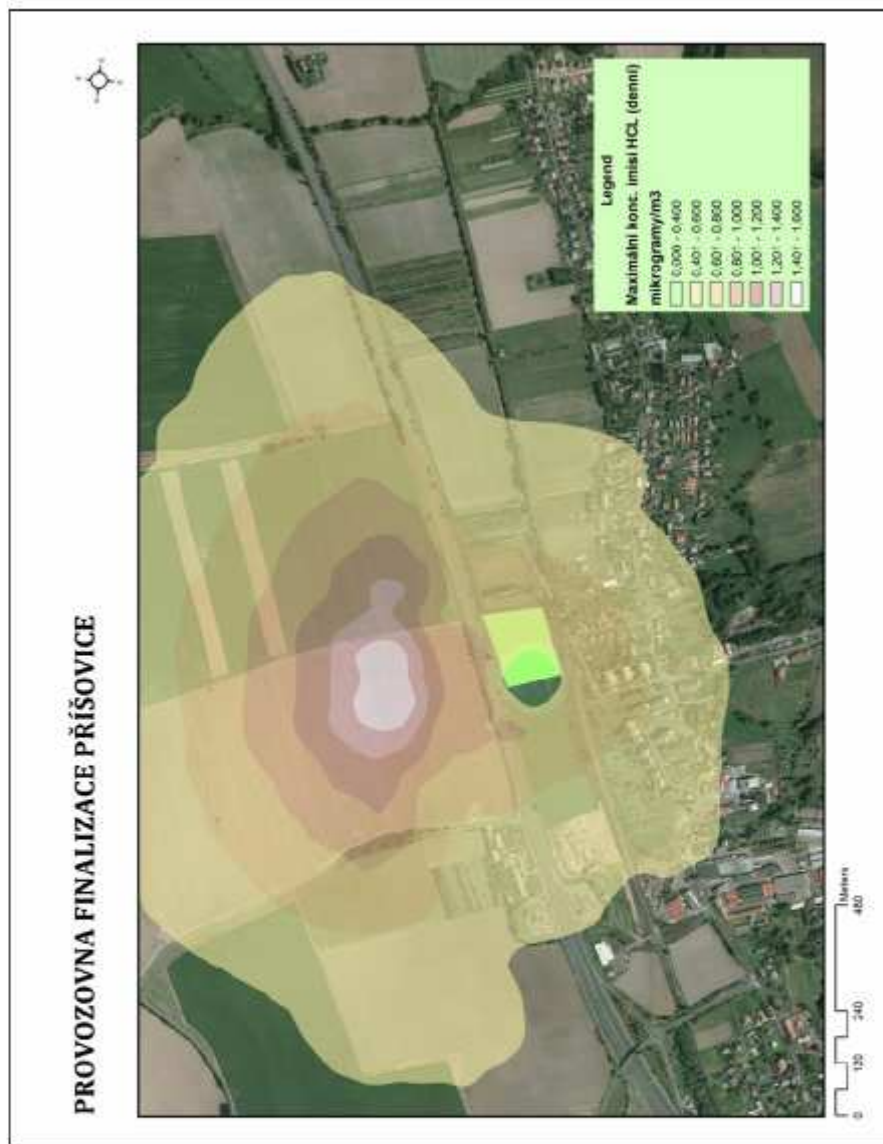 PROVOZOVNA FINALIZACE PŘÍŠOVICE
Legend
Maximální konc. imisí HCL (denní)
mikrogramy/m3
0,000 - 0,400
0,401 - 0,600
0,601 - 0,800
0,801 - 1,000
1,001 - 1,200
1,201 - 1,400
1,401 - 1,600
0 120 240 480
Meters